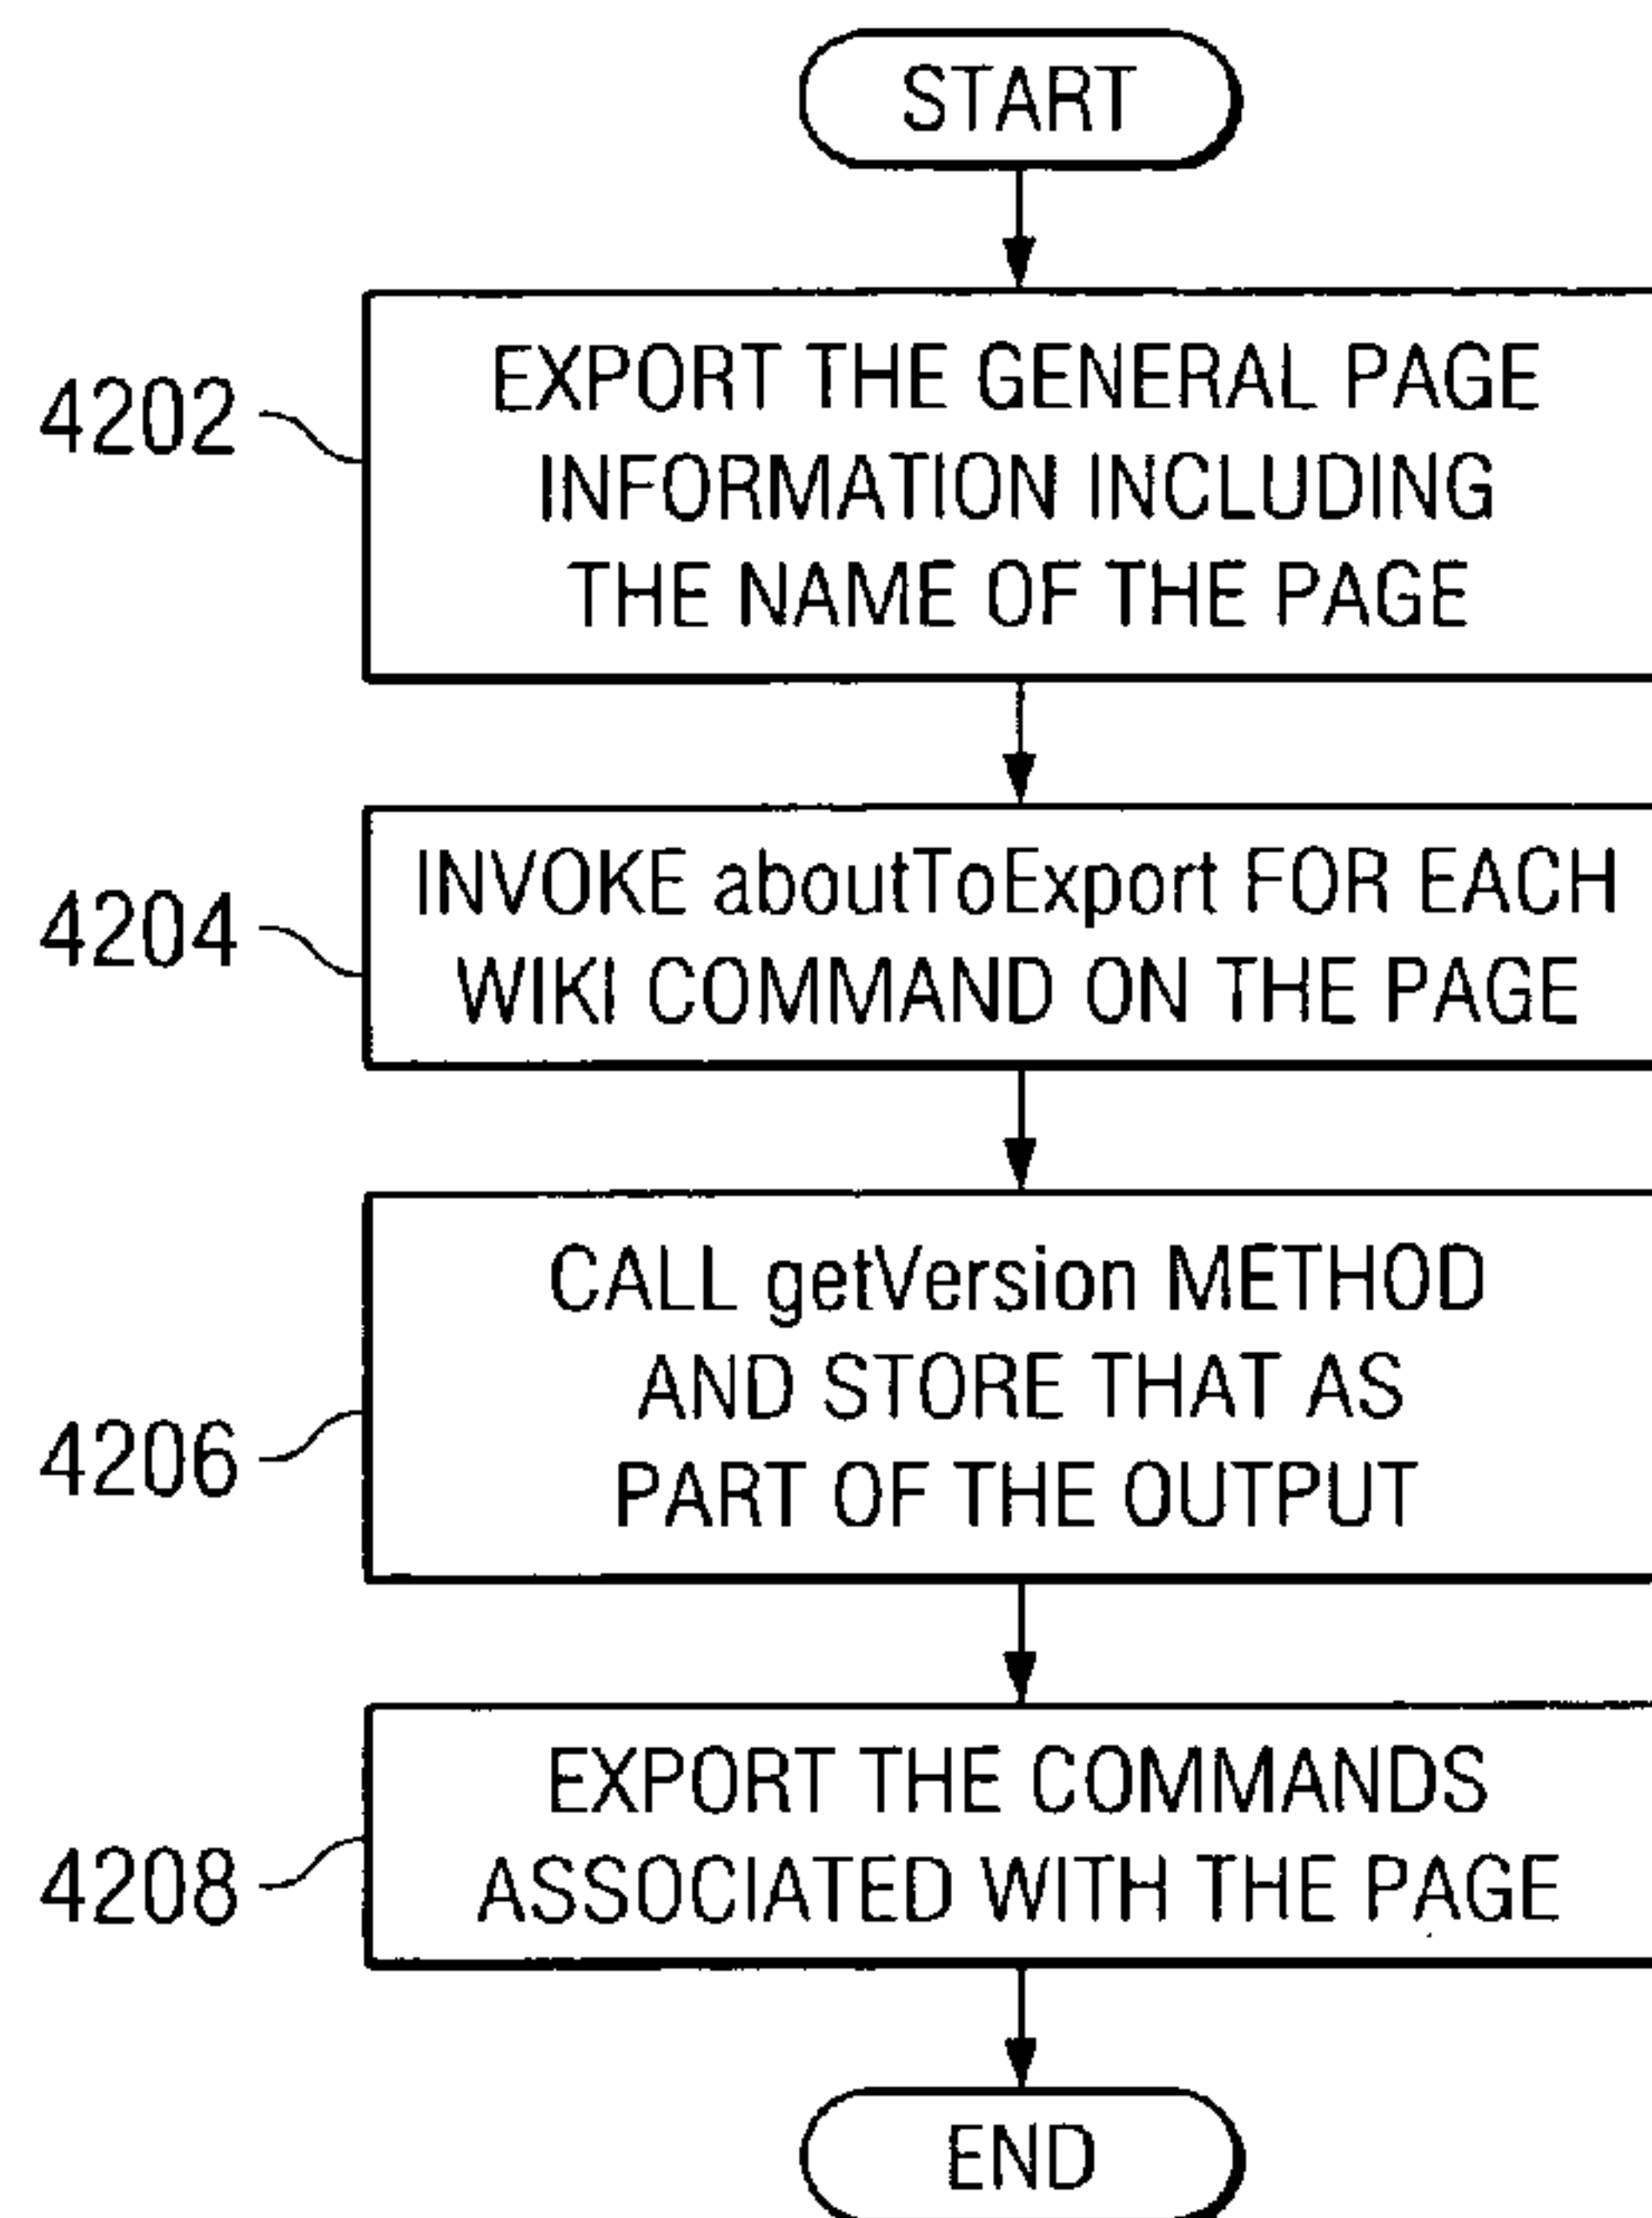 START
4202
EXPORT THE GENERAL PAGE
INFORMATION INCLUDING
THE NAME OF THE PAGE
4204
INVOKE aboutToExport FOR EACH
WIKI COMMAND ON THE PAGE
4206
CALL getVersion METHOD
AND STORE THAT AS
PART OF THE OUTPUT
4208
EXPORT THE COMMANDS
ASSOCIATED WITH THE PAGE
END